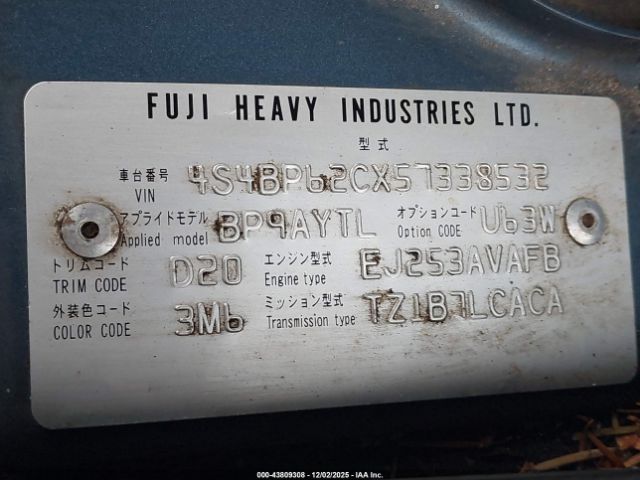 FUJI HEAVY INDUSTRIES LTD.
型式
車台番号 VIN 4S4BP62CX57338532
アプライドモデル Applied model BP9AYTL オプションコード Option CODE U63W
トリムコード TRIM CODE D20 エンジン型式 Engine type EJ253AVAFB
外装色コード COLOR CODE 3M6 ミッション型式 Transmission type TZ1B7LCACA
000-43809308 - 12/02/2025 - IAA Inc.